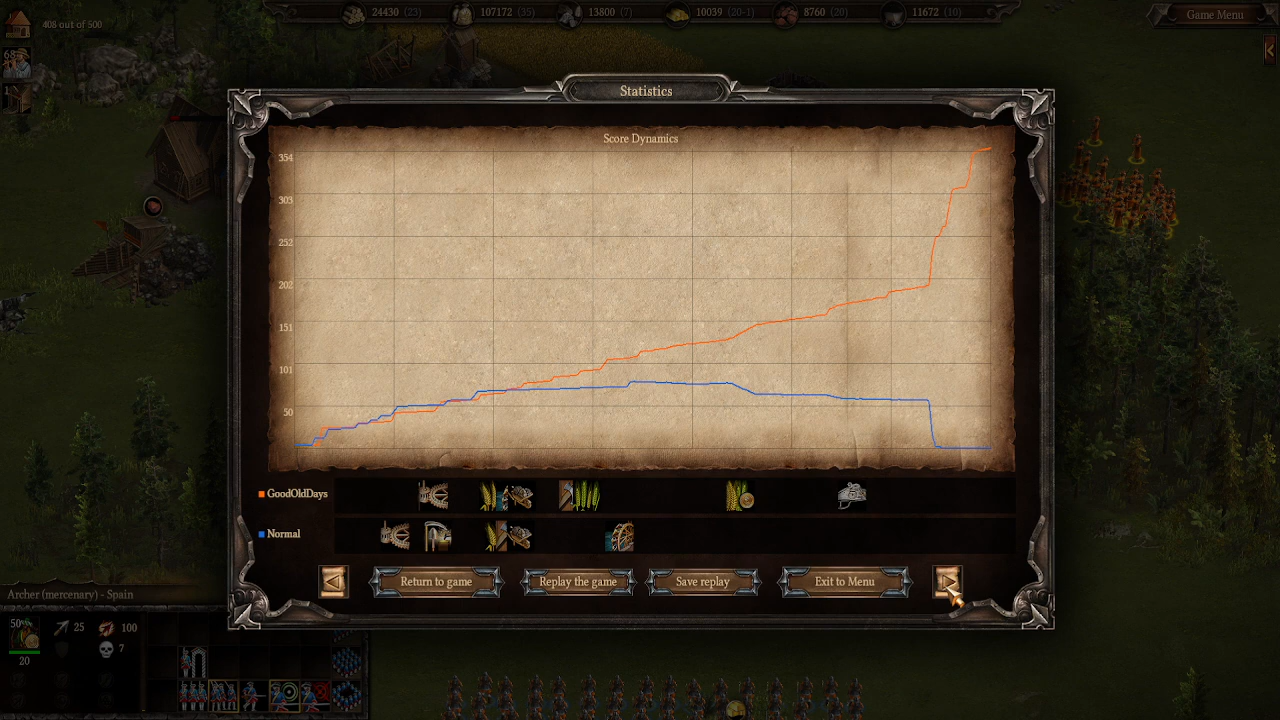 408 out of 500
24430 (23)
107172 (35)
13800 (7)
10039 (20-1)
8760 (20)
11672 (10)
Game Menu
68
Statistics
Score Dynamics
354
303
252
202
151
101
50
GoodOldDays
Normal
Return to game
Replay the game
Save replay
Exit to Menu
Archer (mercenary) - Spain
50%
25
100
7
20